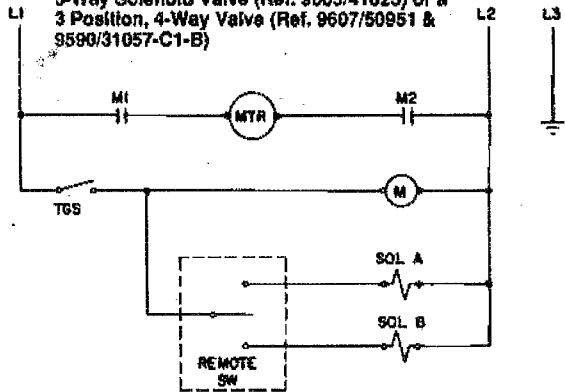 3 Position, 4-Way Valve (Ref. 9607/50951 &
9590/31057-C1-B)
L1
L2
L3
M1
MTR
M2
TGS
M
SOL A
SOL B
REMOTE
SW